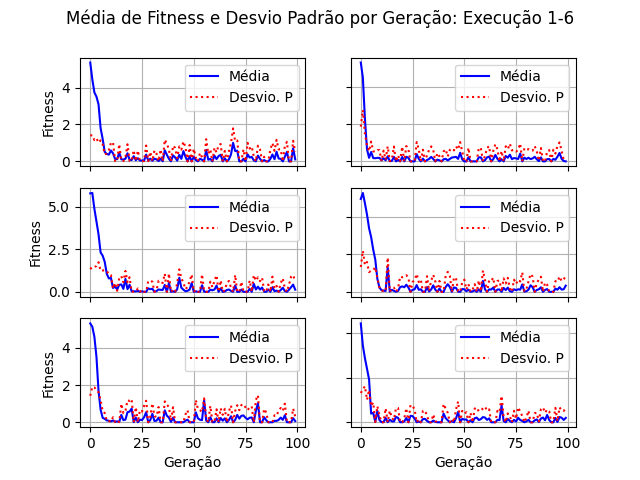 Média de Fitness e Desvio Padrão por Geração: Execução 1-6
Fitness
4
2
0
Média
Desvio. P
Média
Desvio. P
Fitness
5.0
2.5
0.0
Média
Desvio. P
Média
Desvio. P
Fitness
4
2
0
Média
Desvio. P
Média
Desvio. P
0 25 50 75 100
0 25 50 75 100
Geração
Geração